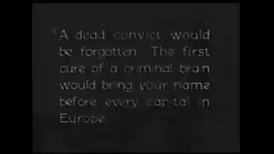 "A dead convict would
be forgotten. The first
cure of a criminal brain
would bring your name
before every capital in
Europe